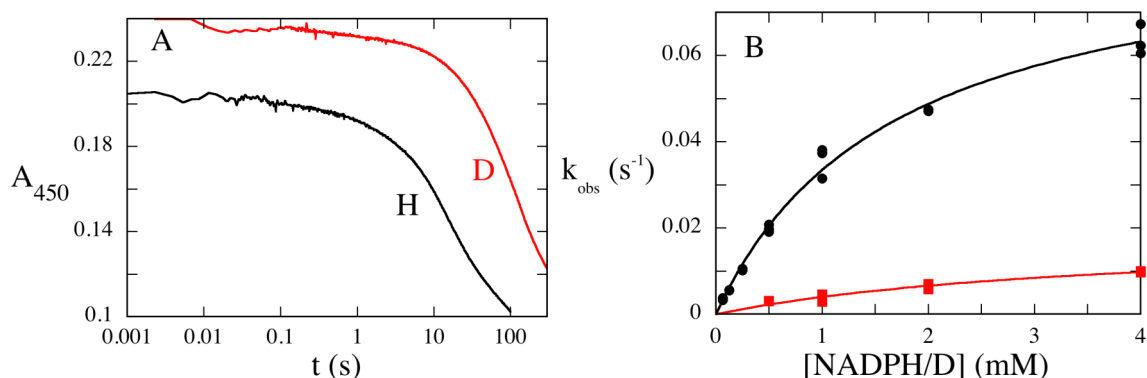 A
0.22
0.18
A450
0.14
0.1
D
H
0.001 0.01 0.1 1 10 100
t (s)
B
0.06
0.04
kobs (s-1)
0.02
0
0 1 2 3 4
[NADPH/D] (mM)